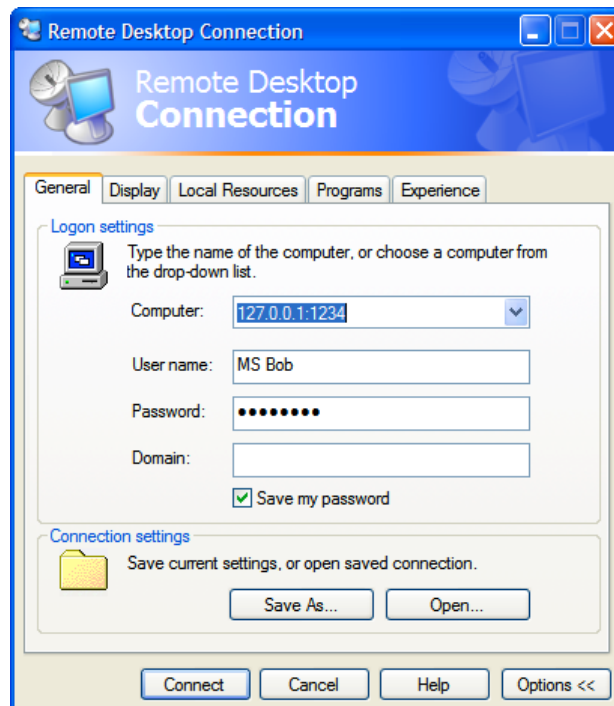 Remote Desktop Connection
Remote Desktop
Connection
General Display Local Resources Programs Experience
Logon settings
Type the name of the computer, or choose a computer from
the drop-down list.
Computer: 127.0.0.1:1234
User name: MS Bob
Password: ••••••••
Domain:
Save my password
Connection settings
Save current settings, or open saved connection.
Save As... Open...
Connect Cancel Help Options <<